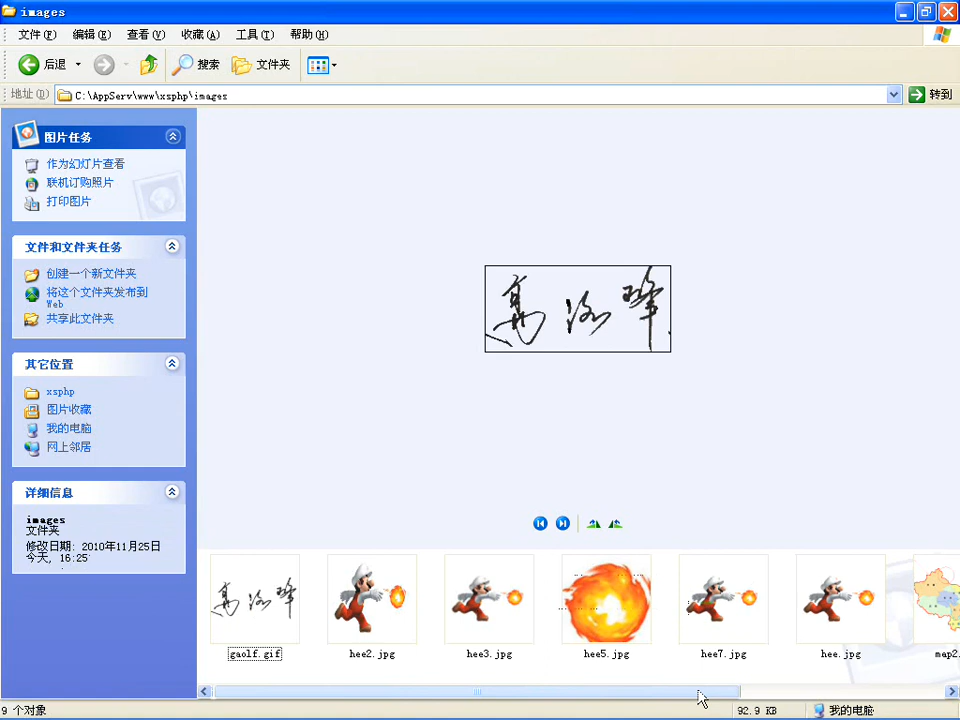 images
文件(F) 编辑(E) 查看(V) 收藏(A) 工具(T) 帮助(H)
后退 搜索 文件夹
地址(D) C:\AppServ\www\xsphp\images 转到
图片任务
作为幻灯片查看
联机订购照片
打印图片
文件和文件夹任务
创建一个新文件夹
将这个文件夹发布到
Web
共享此文件夹
其它位置
xsphp
图片收藏
我的电脑
网上邻居
详细信息
images
文件夹
修改日期: 2010年11月25日
今天, 16:25
高洛峰
高洛峰
gaolf.gif hee2.jpg hee3.jpg hee5.jpg hee7.jpg hee.jpg map2.
9 个对象 92.9 KB 我的电脑